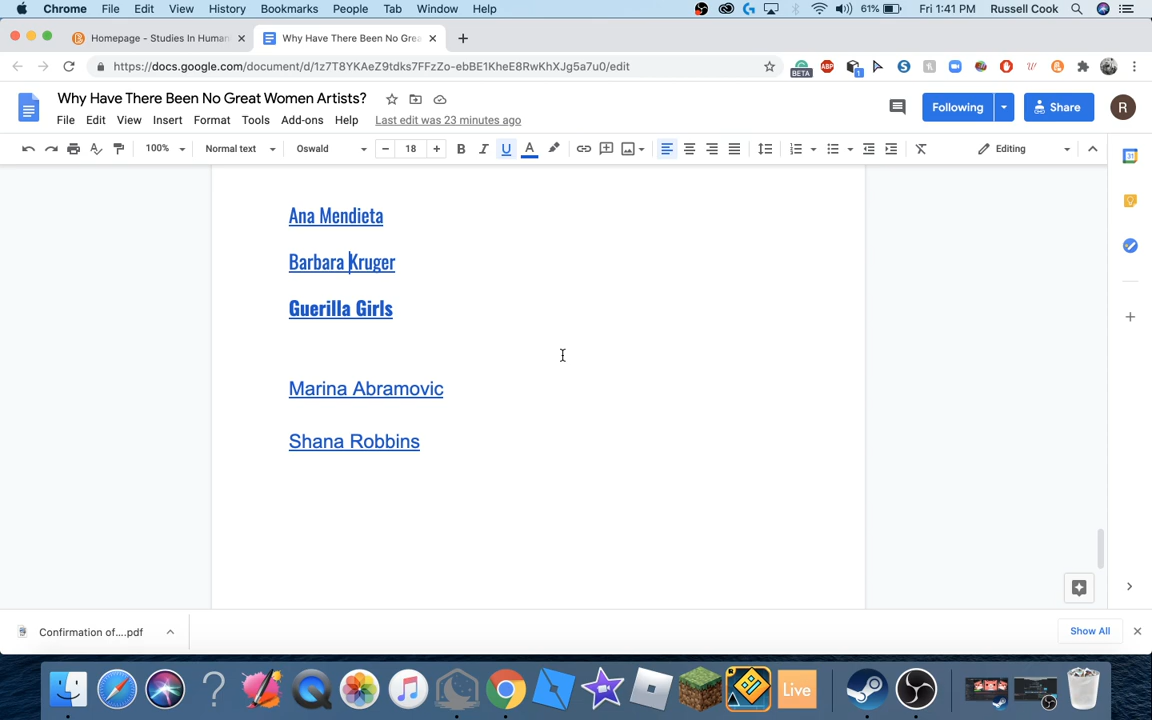 Chrome File Edit View History Bookmarks People Tab Window Help 61% Fri 1:41 PM Russell Cook
Homepage - Studies In Human Why Have There Been No Grea
https://docs.google.com/document/d/1z7T8YKAeZ9tdks7FFzZo-ebBE1KheE8RwKhXJg5a7u0/edit BETA ABP 1
Why Have There Been No Great Women Artists? Following Share R
File Edit View Insert Format Tools Add-ons Help Last edit was 23 minutes ago
100% Normal text Oswald 18 B I U A Editing
Ana Mendieta
Barbara Kruger
Guerilla Girls
Marina Abramovic
Shana Robbins
Confirmation of....pdf Show All
Live